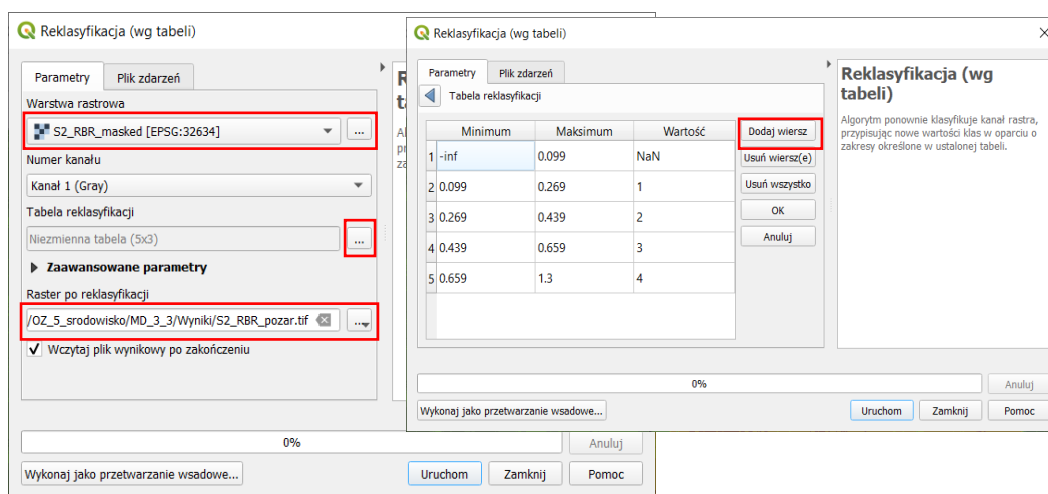 Reklasyfikacja (wg tabeli)
Parametry Plik zdarzeń
Warstwa rastrowa
S2_RBR_masked [EPSG:32634] ...
Numer kanału
Kanał 1 (Gray)
Tabela reklasyfikacji
Niezmienna tabela (5x3) ...
Zaawansowane parametry
Raster po reklasyfikacji
/OZ_5_srodowisko/MD_3_3/Wyniki/S2_RBR_pozar.tif ...
Wczytaj plik wynikowy po zakończeniu
0% Anuluj
Wykonaj jako przetwarzanie wsadowe... Uruchom Zamknij Pomoc
Reklasyfikacja (wg tabeli)
Parametry Plik zdarzeń
Tabela reklasyfikacji
Minimum Maksimum Wartość
1 -inf 0.099 NaN
2 0.099 0.269 1
3 0.269 0.439 2
4 0.439 0.659 3
5 0.659 1.3 4
Dodaj wiersz
Usuń wiersz(e)
Usuń wszystko
OK
Anuluj
Reklasyfikacja (wg
tabeli)
Algorytm ponownie klasyfikuje kanał rastra,
przypisując nowe wartości klas w oparciu o
zakresy określone w ustalonej tabeli.
0% Anuluj
Wykonaj jako przetwarzanie wsadowe... Uruchom Zamknij Pomoc